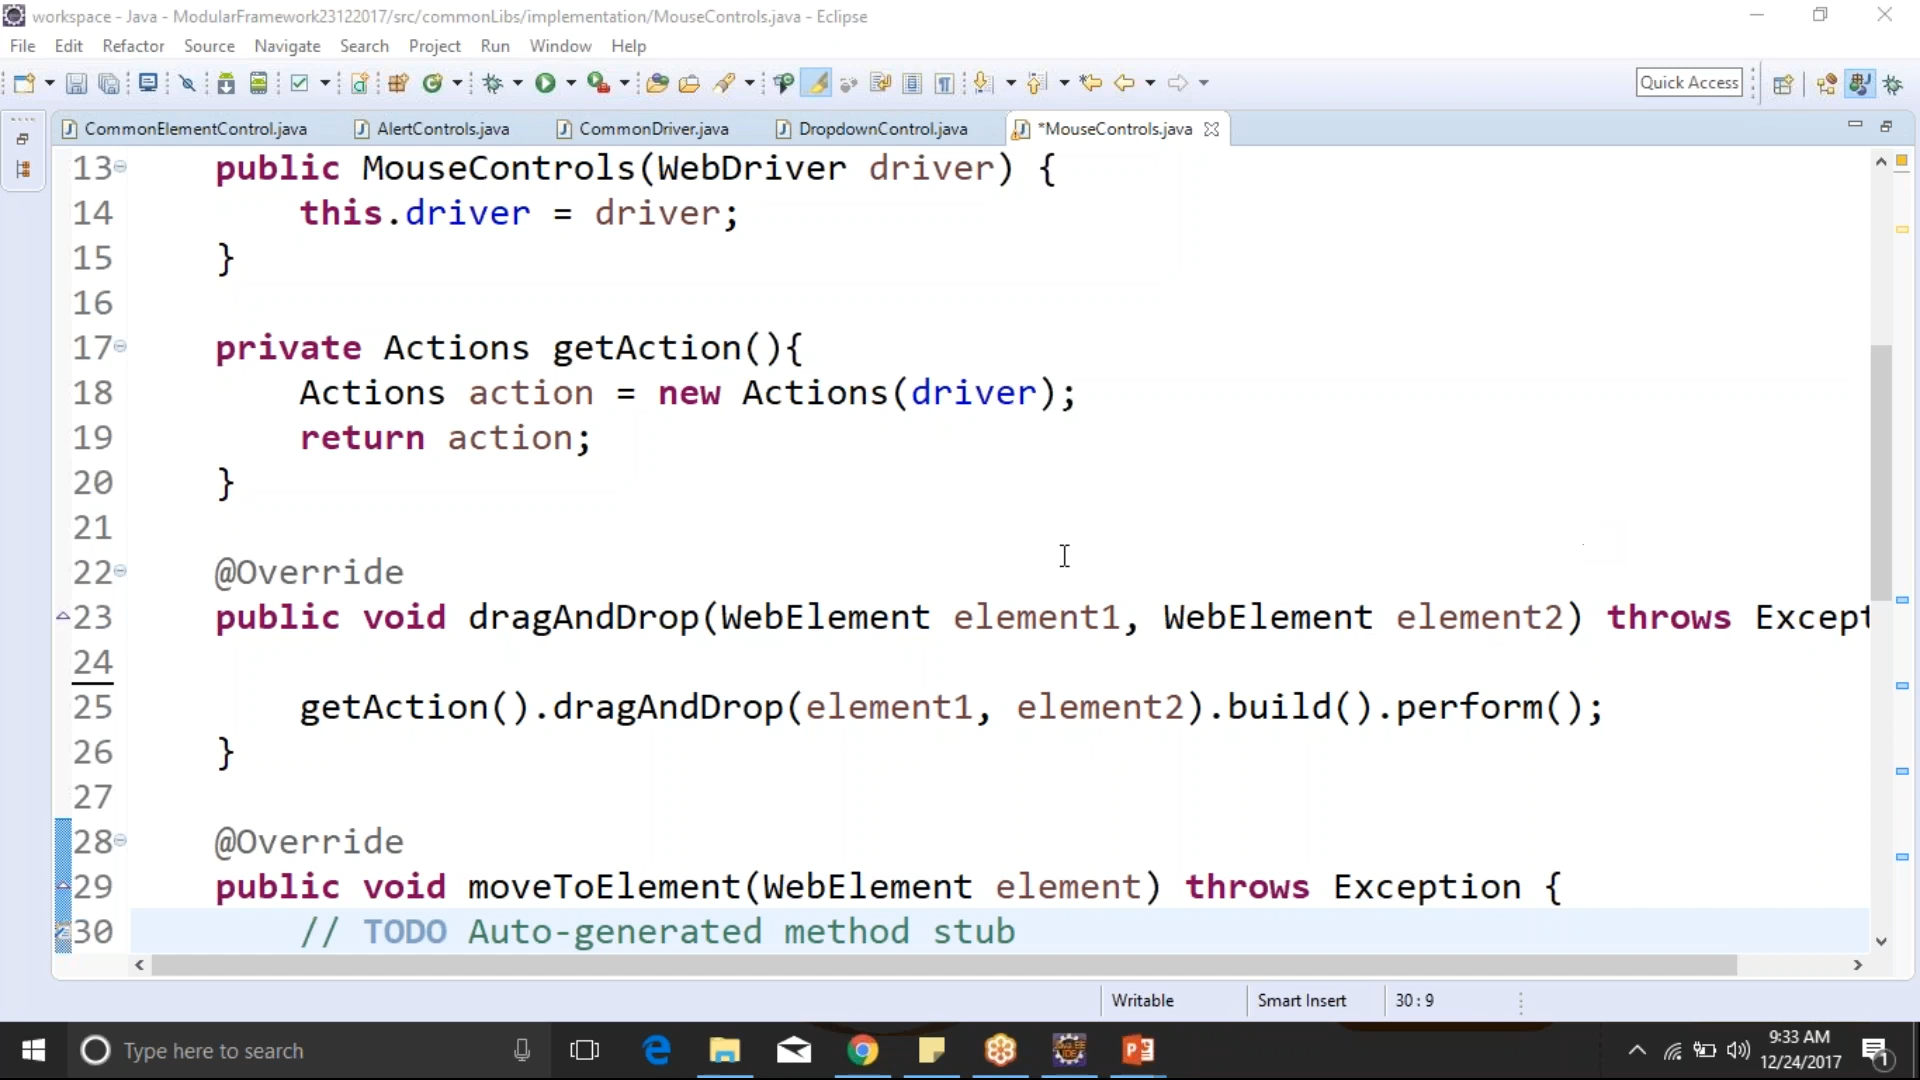 workspace - Java - ModularFramework23122017/src/commonLibs/implementation/MouseControls.java - Eclipse
File Edit Refactor Source Navigate Search Project Run Window Help
Quick Access
CommonElementControl.java AlertControls.java CommonDriver.java DropdownControl.java *MouseControls.java
13 public MouseControls(WebDriver driver) {
14 this.driver = driver;
15 }
16
17 private Actions getAction(){
18 Actions action = new Actions(driver);
19 return action;
20 }
21
22 @Override
23 public void dragAndDrop(WebElement element1, WebElement element2) throws Except
24
25 getAction().dragAndDrop(element1, element2).build().perform();
26 }
27
28 @Override
29 public void moveToElement(WebElement element) throws Exception {
30 // TODO Auto-generated method stub
Writable Smart Insert 30 : 9
Type here to search
9:33 AM
12/24/2017
1